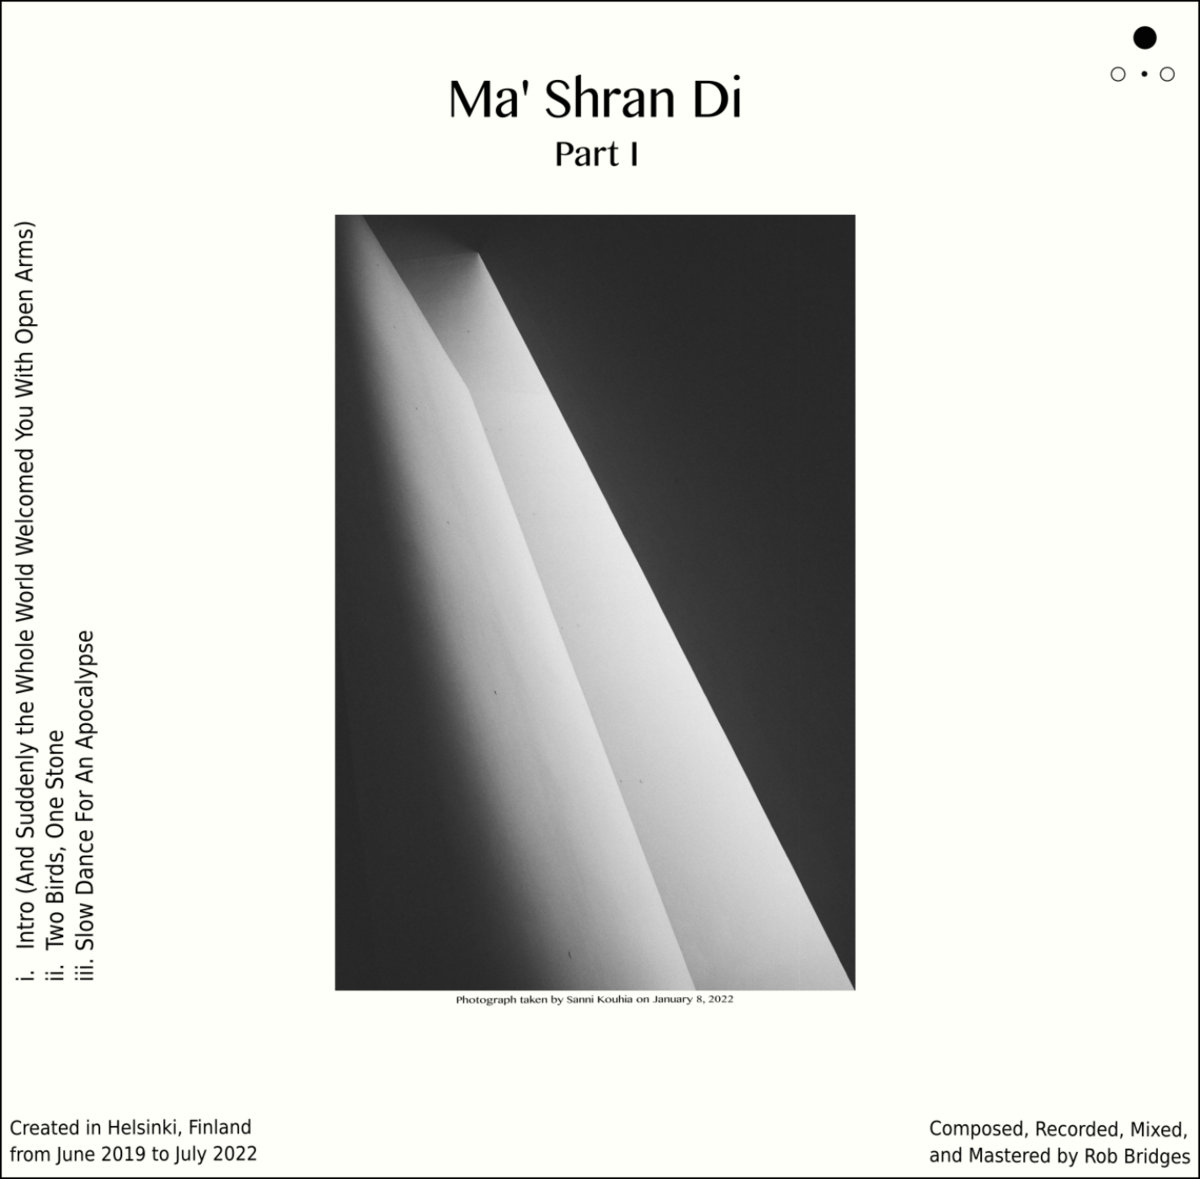 Ma' Shran Di
Part I
i. Intro (And Suddenly the Whole World Welcomed You With Open Arms)
ii. Two Birds, One Stone
iii. Slow Dance For An Apocalypse
Photograph taken by Sanni Kouhia on January 8, 2022
Created in Helsinki, Finland
from June 2019 to July 2022
Composed, Recorded, Mixed,
and Mastered by Rob Bridges